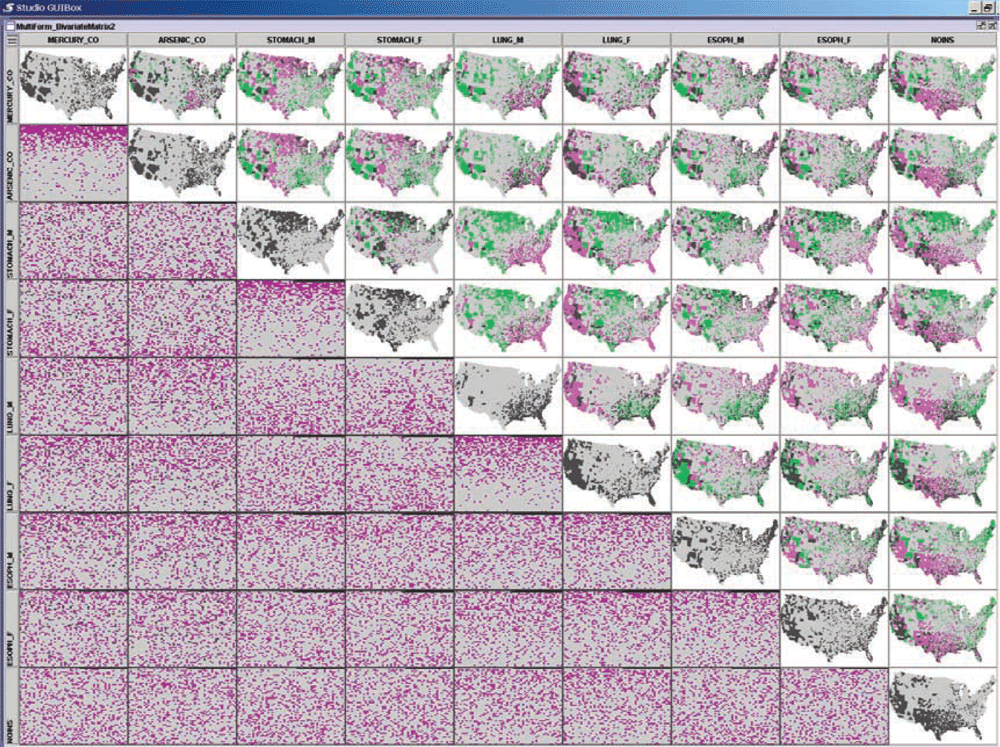 Studio GUIBox
MultiForm_BivariateMatrix2
MERCURY_CO ARSENIC_CO STOMACH_M STOMACH_F LUNG_M LUNG_F ESOPH_M ESOPH_F NOINS
MERCURY_CO
ARSENIC_CO
STOMACH_M
STOMACH_F
LUNG_M
LUNG_F
ESOPH_M
ESOPH_F
NOINS